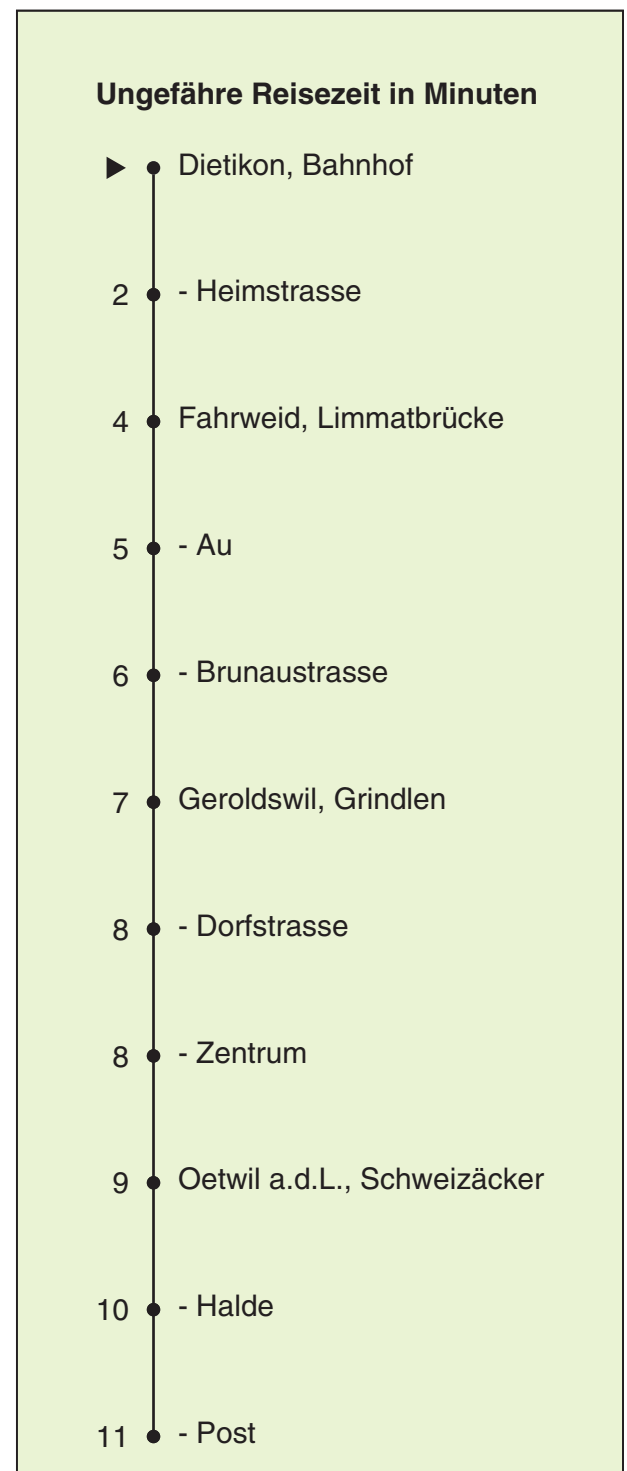 Ungefähre Reisezeit in Minuten
Dietikon, Bahnhof
2 - Heimstrasse
4 Fahrweid, Limmatbrücke
5 - Au
6 - Brunaustrasse
7 Geroldswil, Grindlen
8 - Dorfstrasse
8 - Zentrum
9 Oetwil a.d.L., Schweizäcker
10 - Halde
11 - Post